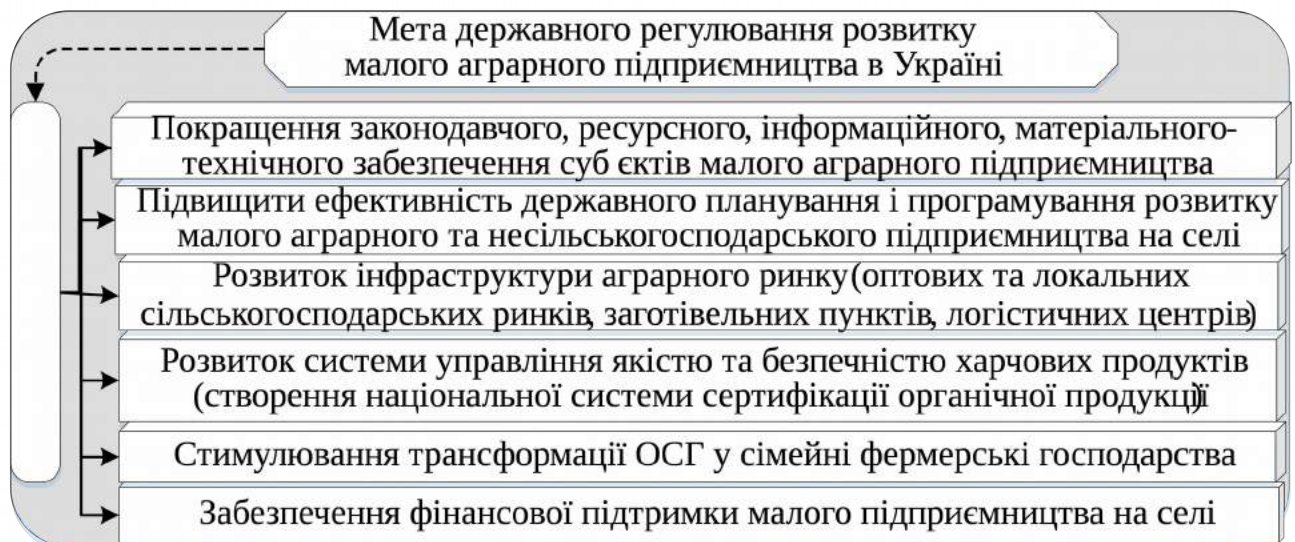 Мета державного регулювання розвитку
малого аграрного підприємництва в Україні
Покращення законодавчого, ресурсного, інформаційного, матеріального-
технічного забезпечення суб єктів малого аграрного підприємництва
Підвищити ефективність державного планування і програмування розвитку
малого аграрного та несільськогосподарського підприємництва на селі
Розвиток інфраструктури аграрного ринку (оптових та локальних
сільськогосподарських ринків, заготівельних пунктів, логістичних центрів)
Розвиток системи управління якістю та безпечністю харчових продуктів
(створення національної системи сертифікації органічної продукції)
Стимулювання трансформації ОСГ у сімейні фермерські господарства
Забезпечення фінансової підтримки малого підприємництва на селі